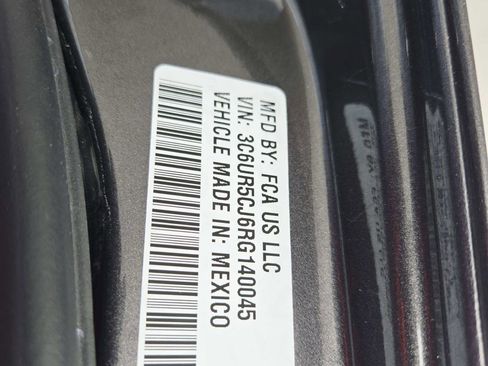 MFD BY: FCA US LLC
VIN: 3C6UR5CJ6RG140045
VEHICLE MADE IN: MEXICO